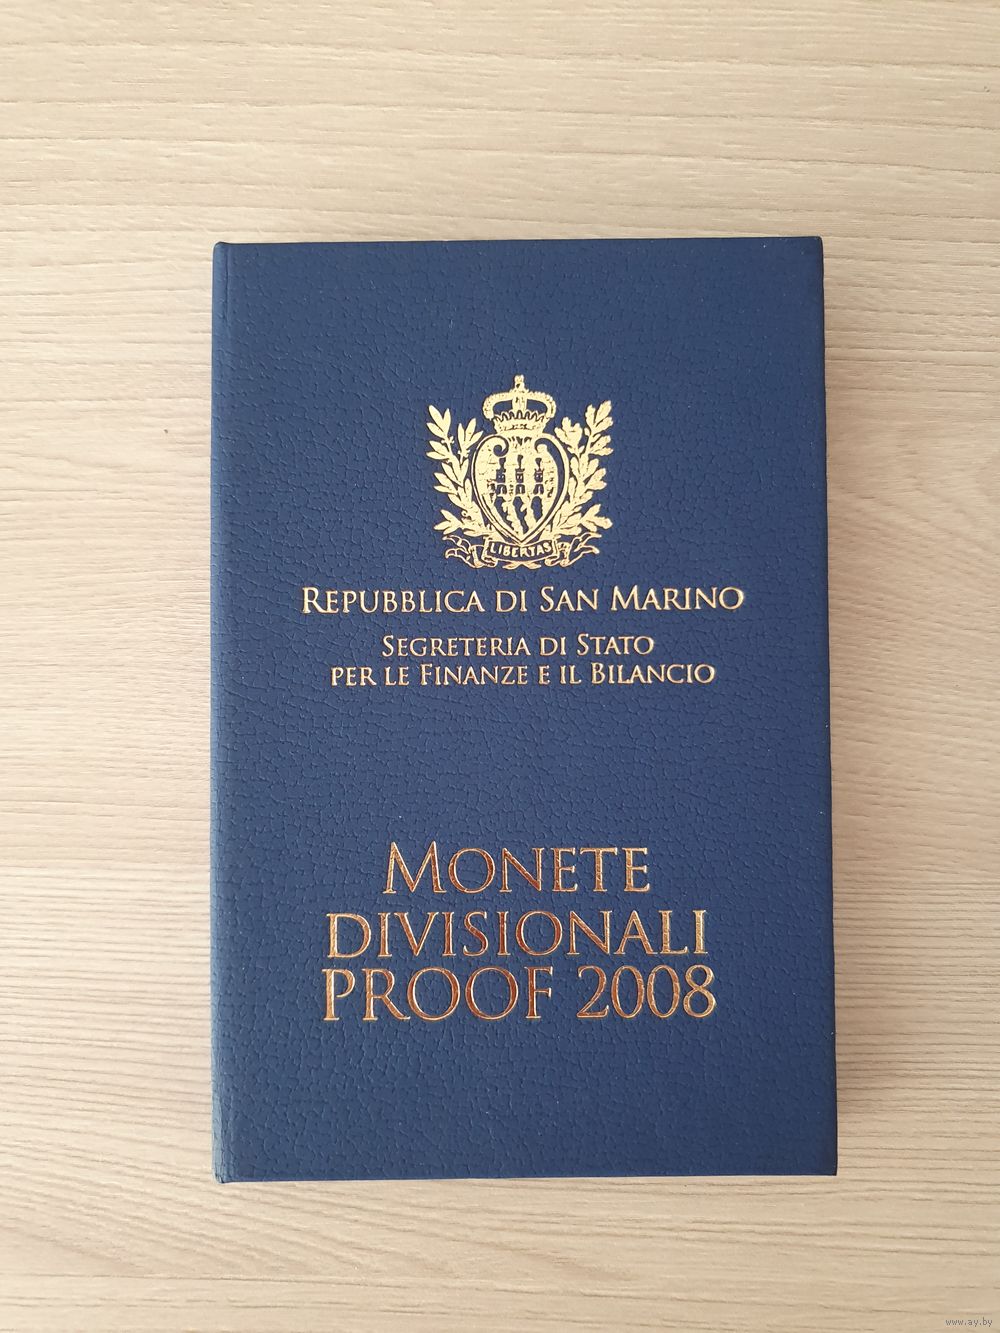 LIBERTAS
REPUBBLICA DI SAN MARINO
SEGRETERIA DI STATO
PER LE FINANZE E IL BILANCIO
MONETE
DIVISIONALI
PROOF 2008
www.ay.by